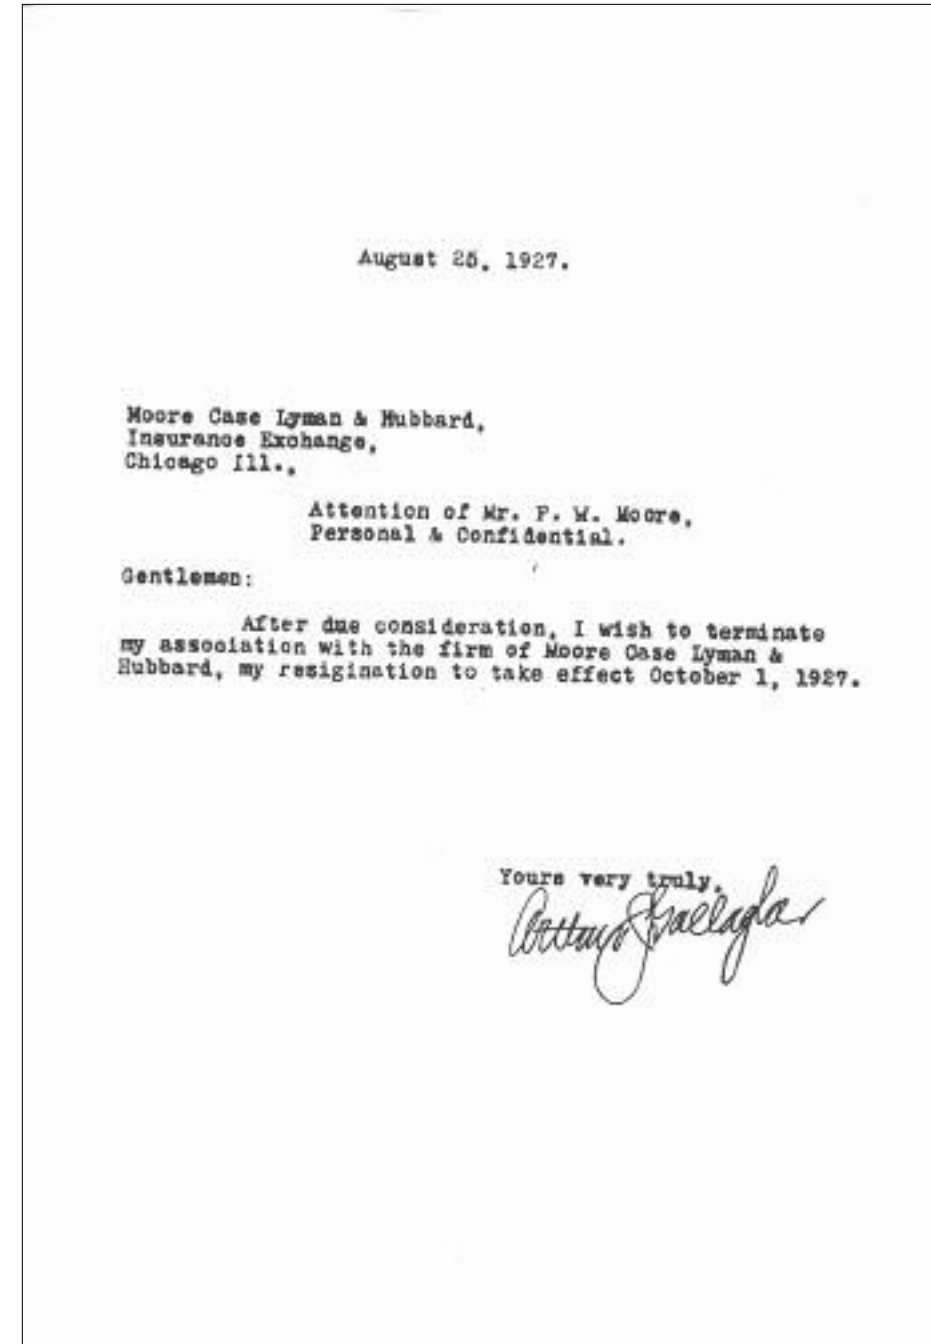 August 25, 1927.
Moore Case Lyman & Hubbard,
Insurance Exchange,
Chicago Ill.,
Attention of Mr. P. W. Moore,
Personal & Confidential.
Gentlemen:
After due consideration, I wish to terminate
my association with the firm of Moore Case Lyman &
Hubbard, my resigination to take effect October 1, 1927.
Yours very truly,
Arthur J Gallagher